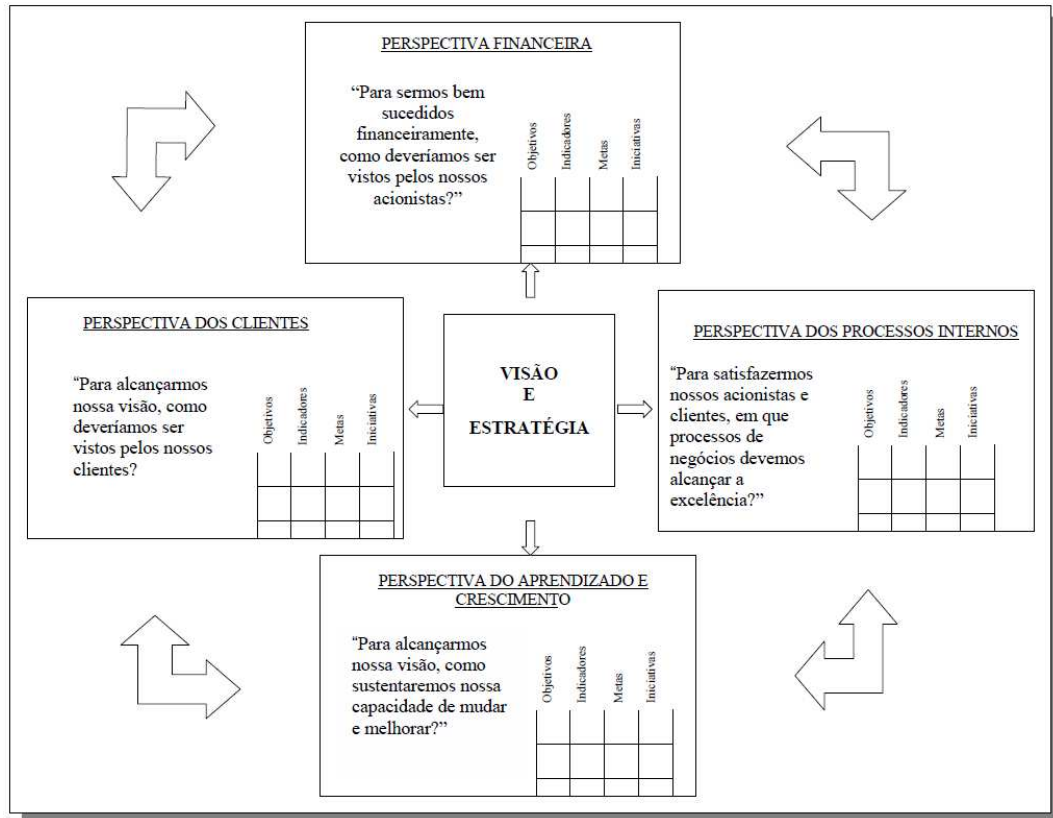 PERSPECTIVA FINANCEIRA
“Para sermos bem
sucedidos
financeiramente,
como deveríamos ser
vistos pelos nossos
acionistas?”
Objetivos
Indicadores
Metas
Iniciativas
PERSPECTIVA DOS CLIENTES
“Para alcançarmos
nossa visão, como
deveríamos ser
vistos pelos nossos
clientes?
Objetivos
Indicadores
Metas
Iniciativas
VISÃO
E
ESTRATÉGIA
PERSPECTIVA DOS PROCESSOS INTERNOS
“Para satisfazermos
nossos acionistas e
clientes, em que
processos de
negócios devemos
alcançar a
excelência?”
Objetivos
Indicadores
Metas
Iniciativas
PERSPECTIVA DO APRENDIZADO E
CRESCIMENTO
“Para alcançarmos
nossa visão, como
sustentaremos nossa
capacidade de mudar
e melhorar?”
Objetivos
Indicadores
Metas
Iniciativas